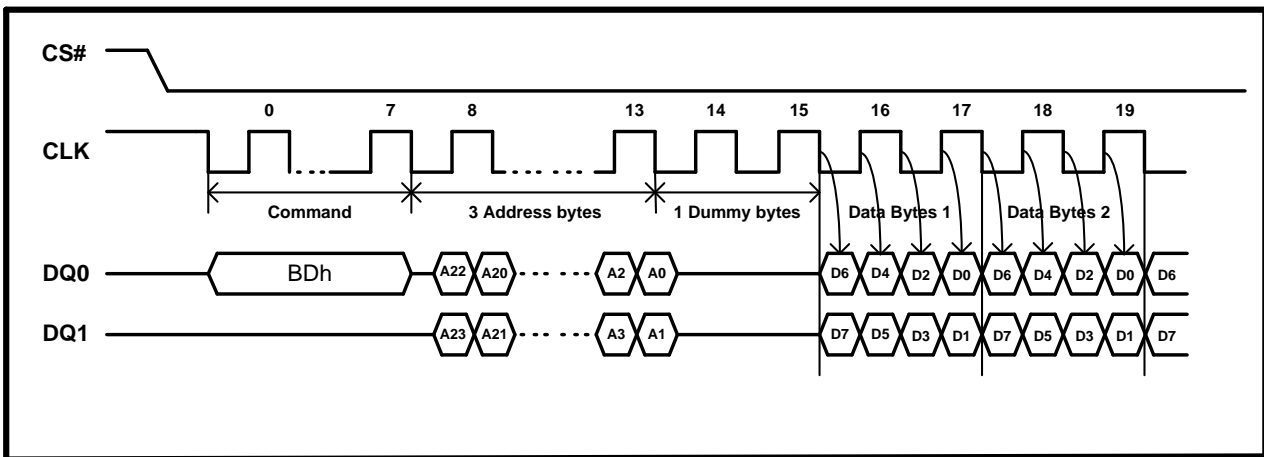 CS#
0 7 8 13 14 15 16 17 18 19
CLK
Command 3 Address bytes 1 Dummy bytes Data Bytes 1 Data Bytes 2
DQ0 BDh A22 A20 A2 A0 D6 D4 D2 D0 D6 D4 D2 D0 D6
DQ1 A23 A21 A3 A1 D7 D5 D3 D1 D7 D5 D3 D1 D7